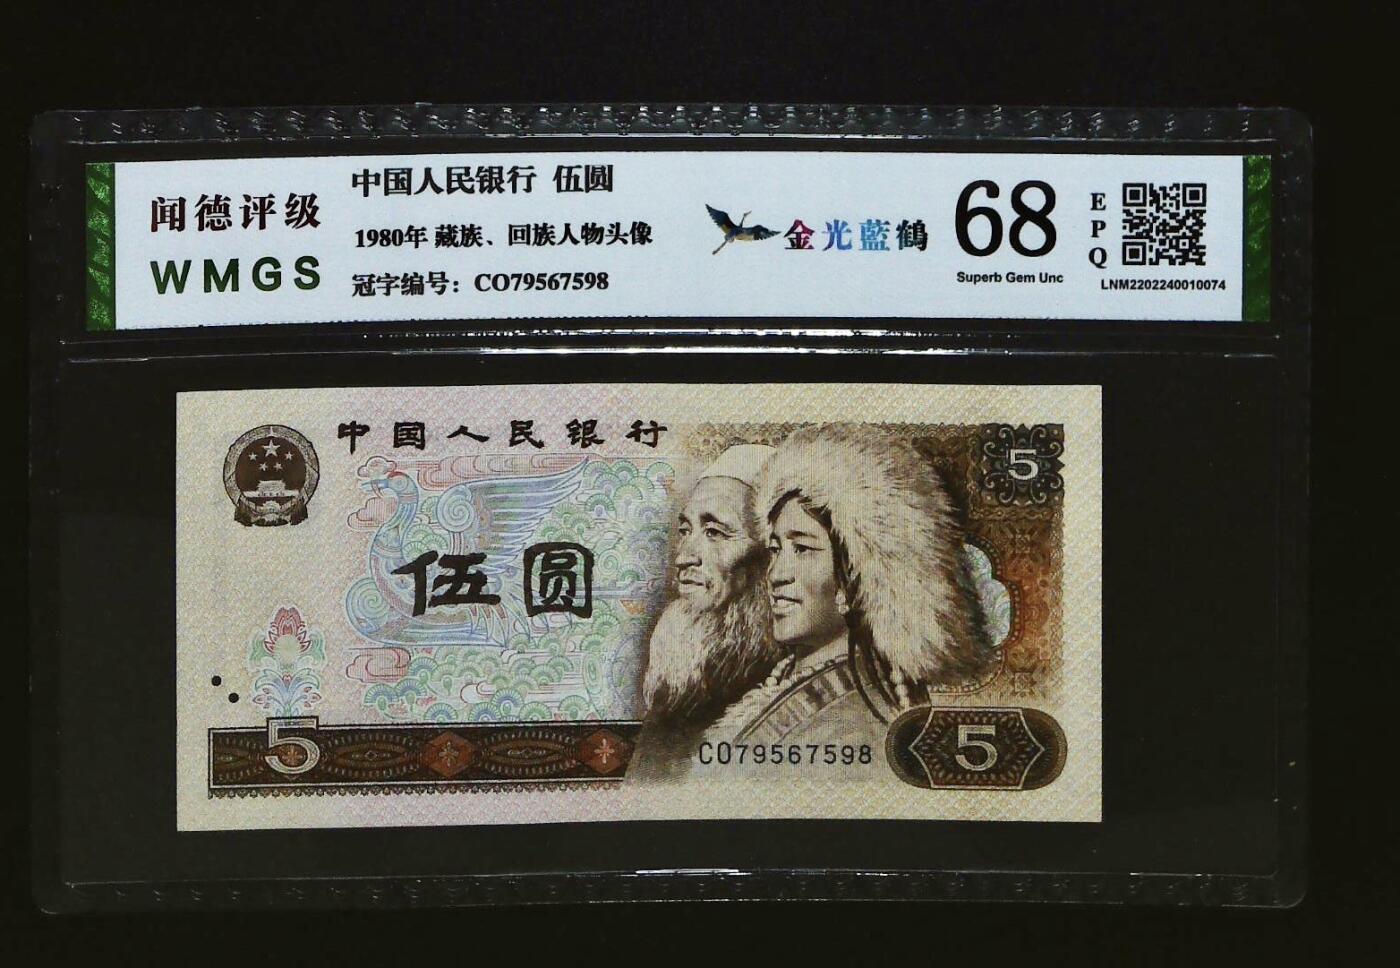 闻德评级
WMGS
中国人民银行 伍圆
1980年 藏族、回族人物头像
冠字编号：CO79567598
金光藍鶴
68
Superb Gem Unc
EPQ
LNM2202240010074
中国人民银行
5
伍圆
5
CO79567598
5